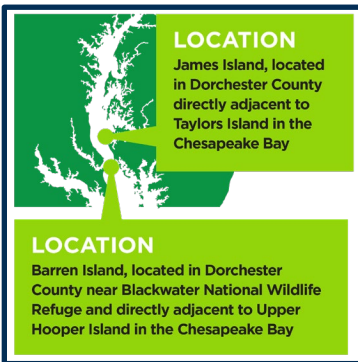 LOCATION
James Island, located
in Dorchester County
directly adjacent to
Taylors Island in the
Chesapeake Bay
LOCATION
Barren Island, located in Dorchester
County near Blackwater National Wildlife
Refuge and directly adjacent to Upper
Hooper Island in the Chesapeake Bay